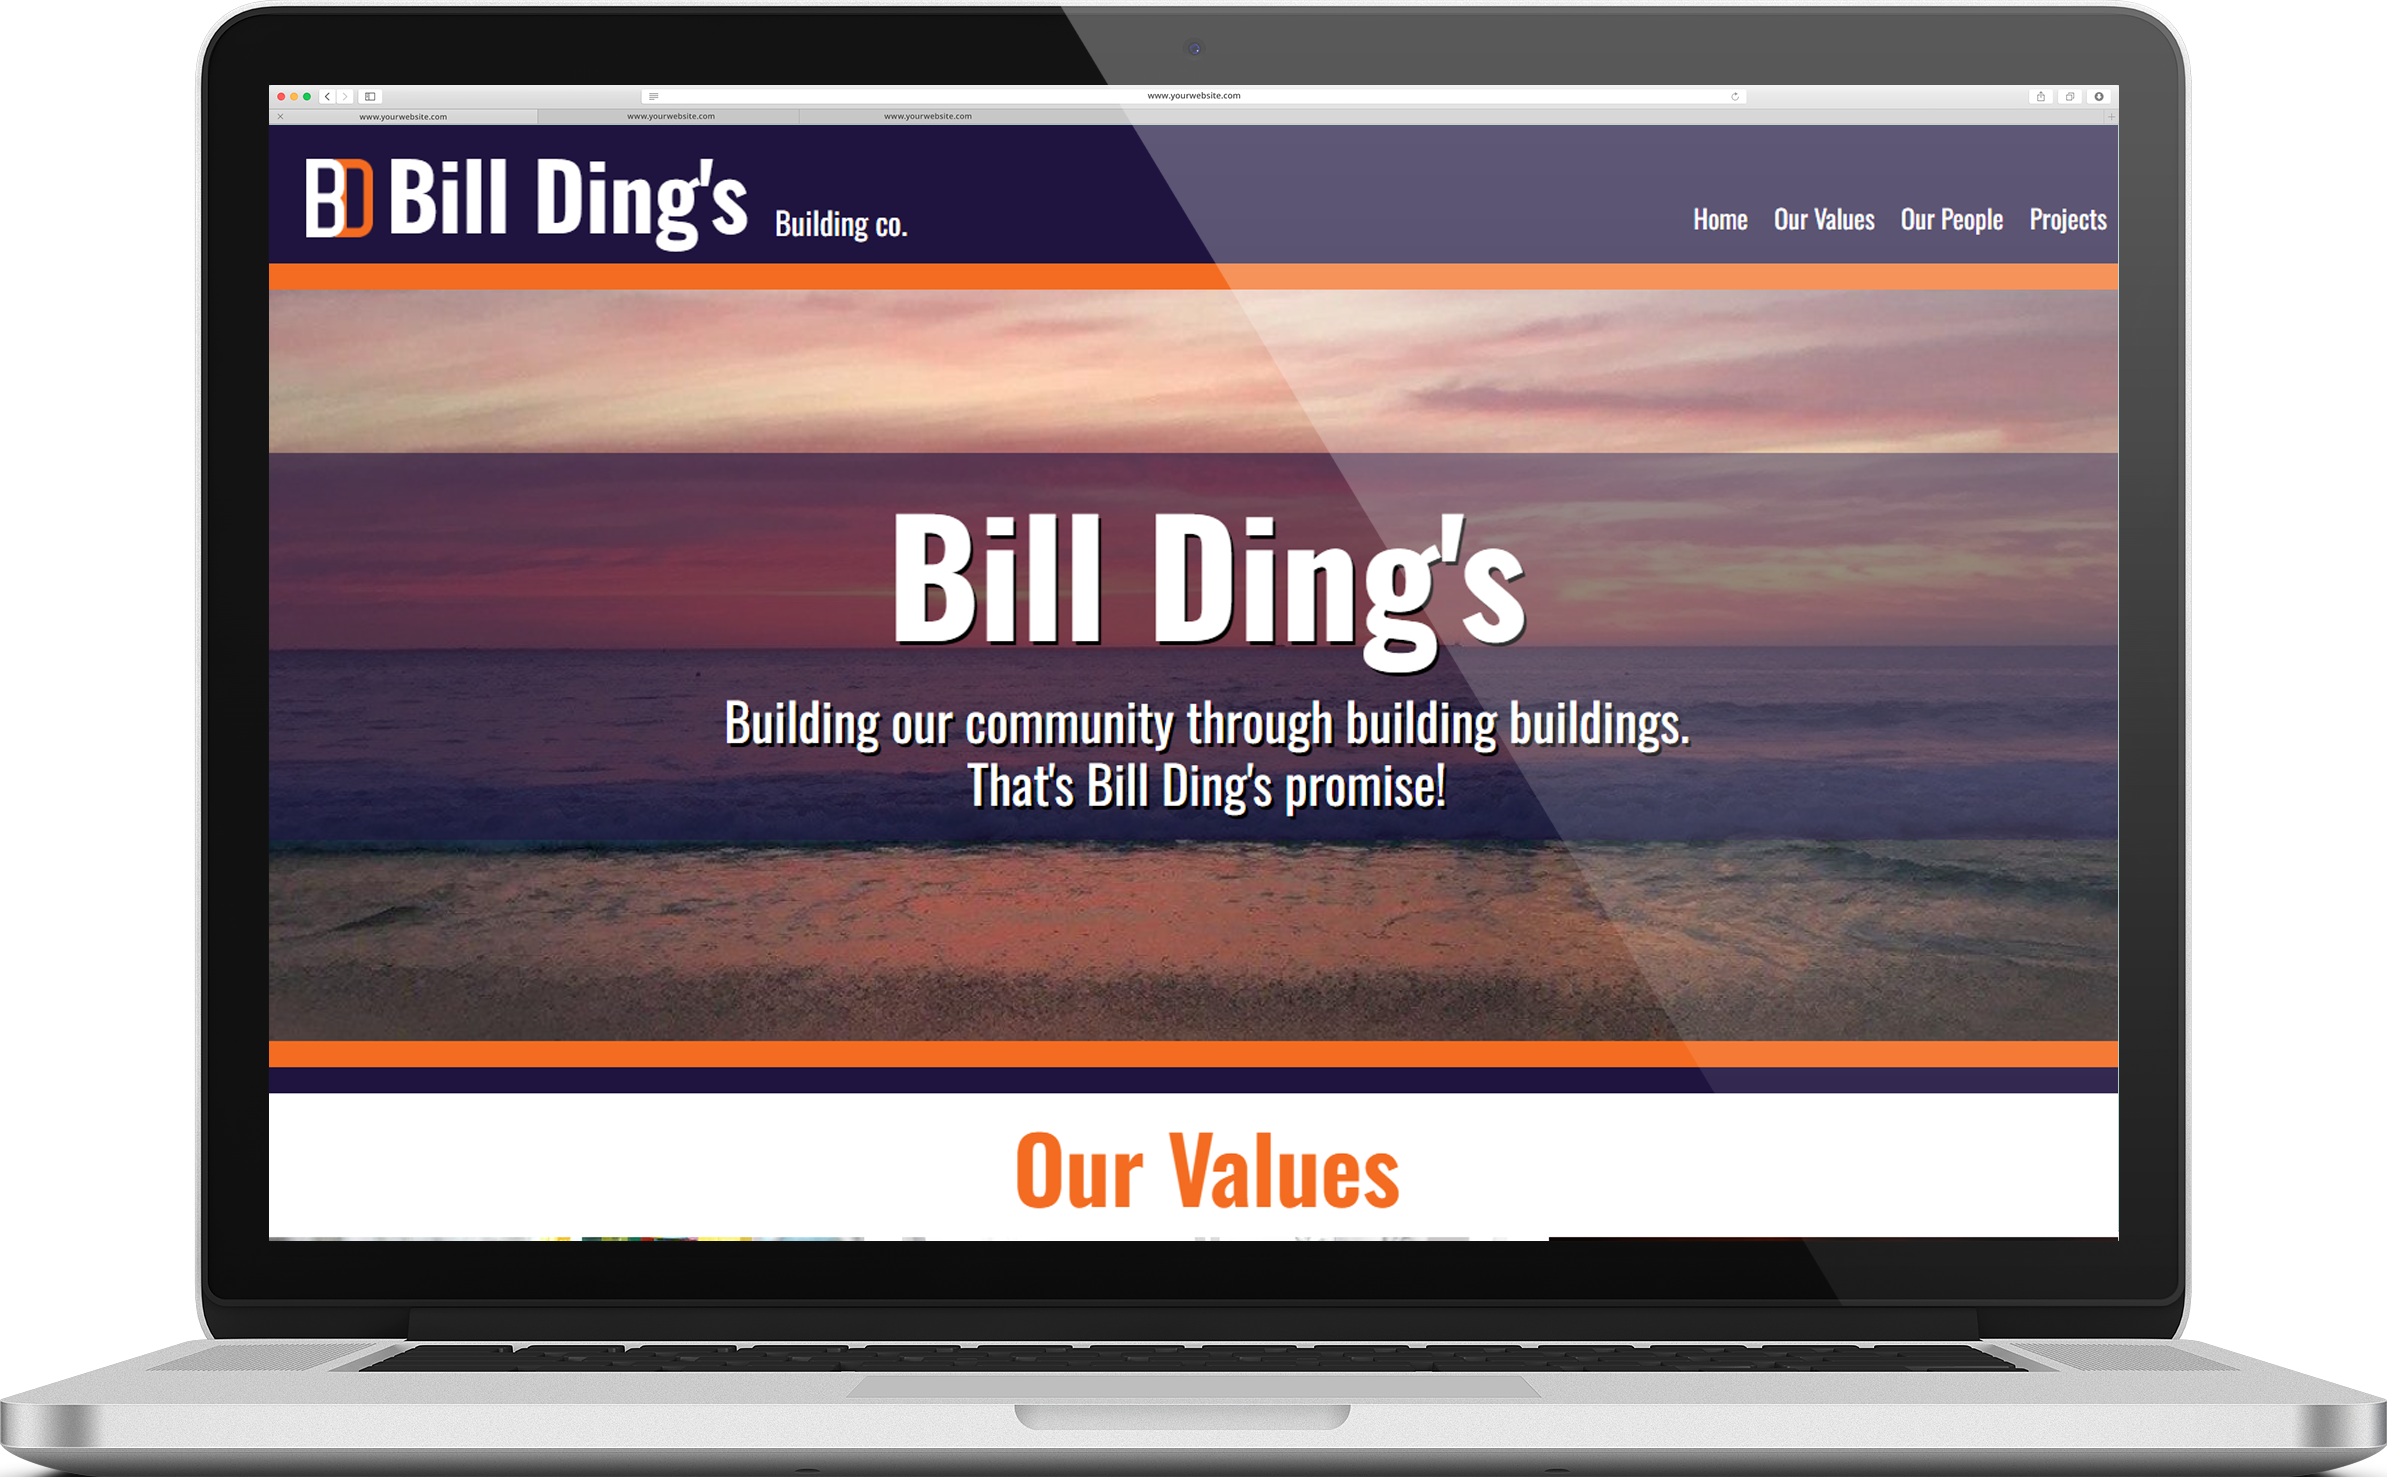 www.yourwebsite.com
www.yourwebsite.com www.yourwebsite.com www.yourwebsite.com
BD Bill Ding's Building co.
Home Our Values Our People Projects
Bill Ding's
Building our community through building buildings.
That's Bill Ding's promise!
Our Values